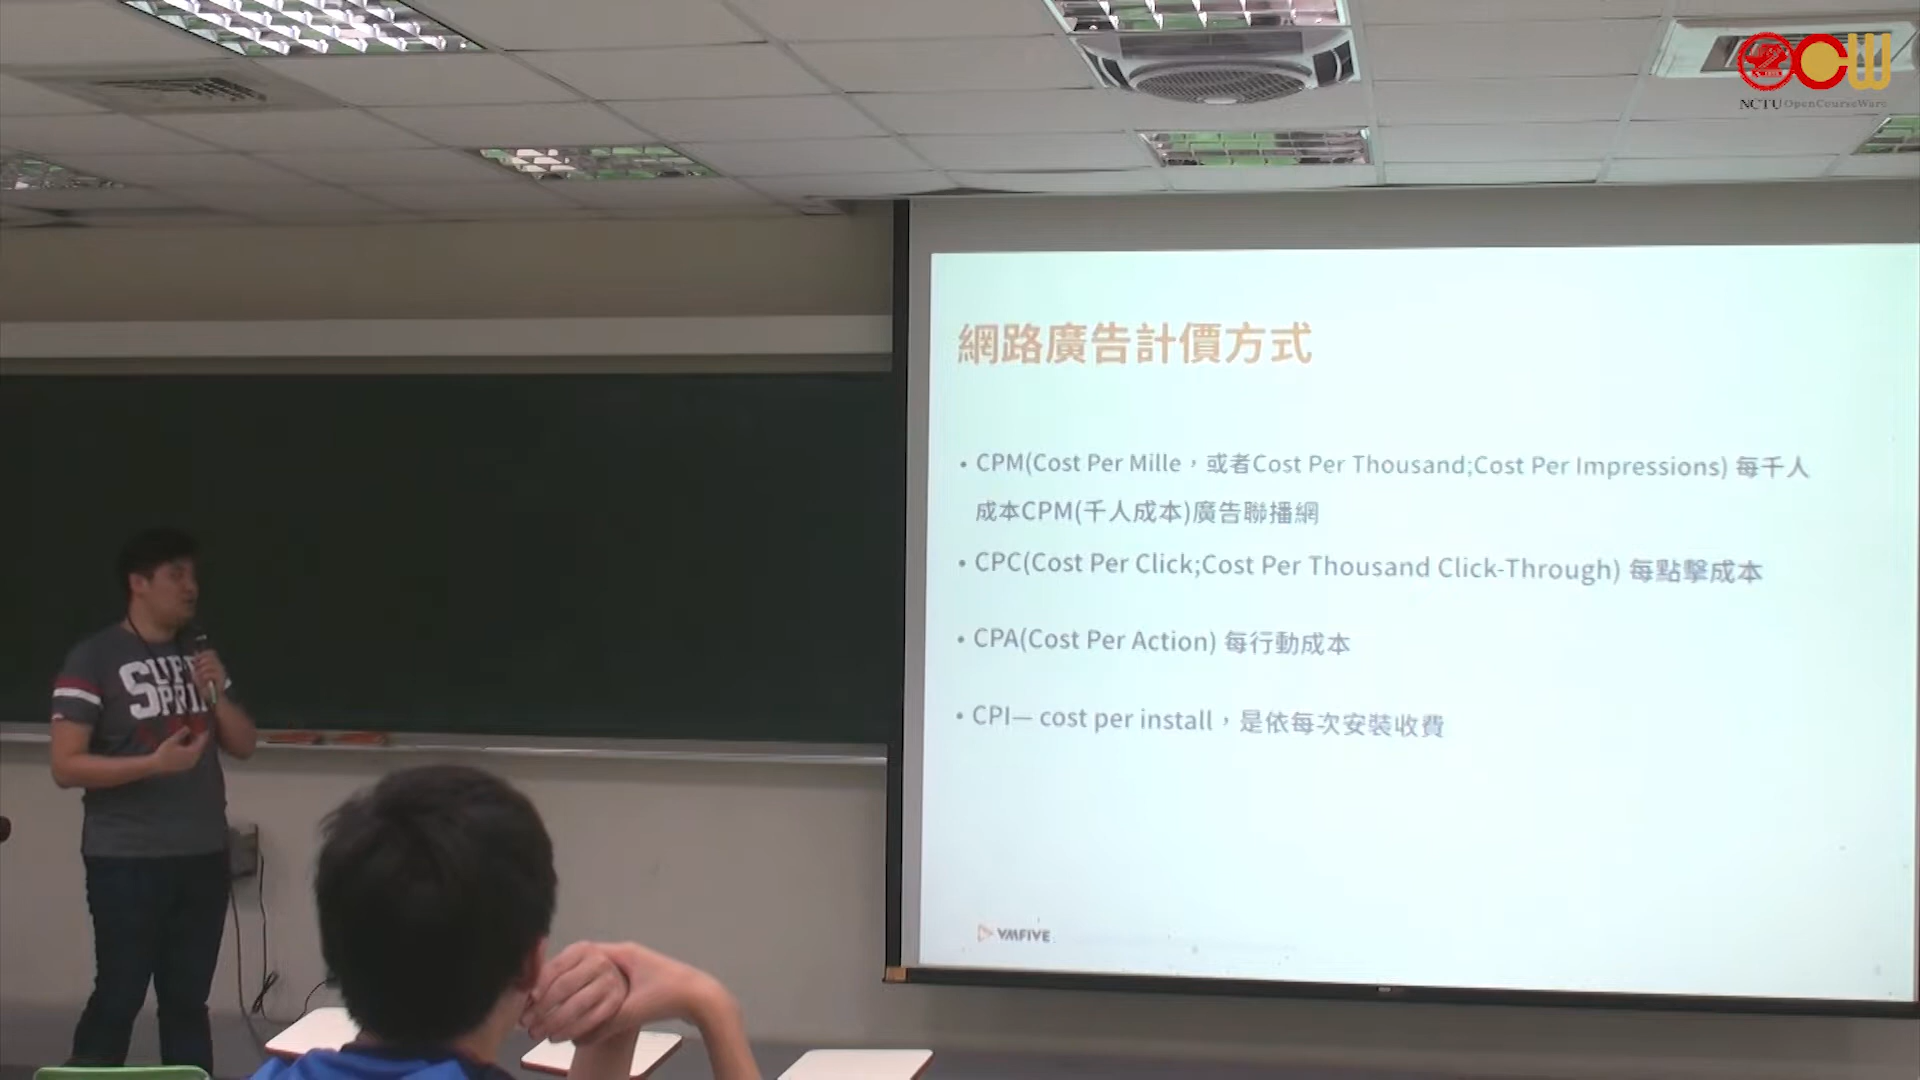 NCTU OpenCourseWare
網路廣告計價方式
• CPM(Cost Per Mille，或者Cost Per Thousand;Cost Per Impressions) 每千人
成本CPM(千人成本)廣告聯播網
• CPC(Cost Per Click;Cost Per Thousand Click-Through) 每點擊成本
• CPA(Cost Per Action) 每行動成本
• CPI— cost per install，是依每次安裝收費
VMFIVE